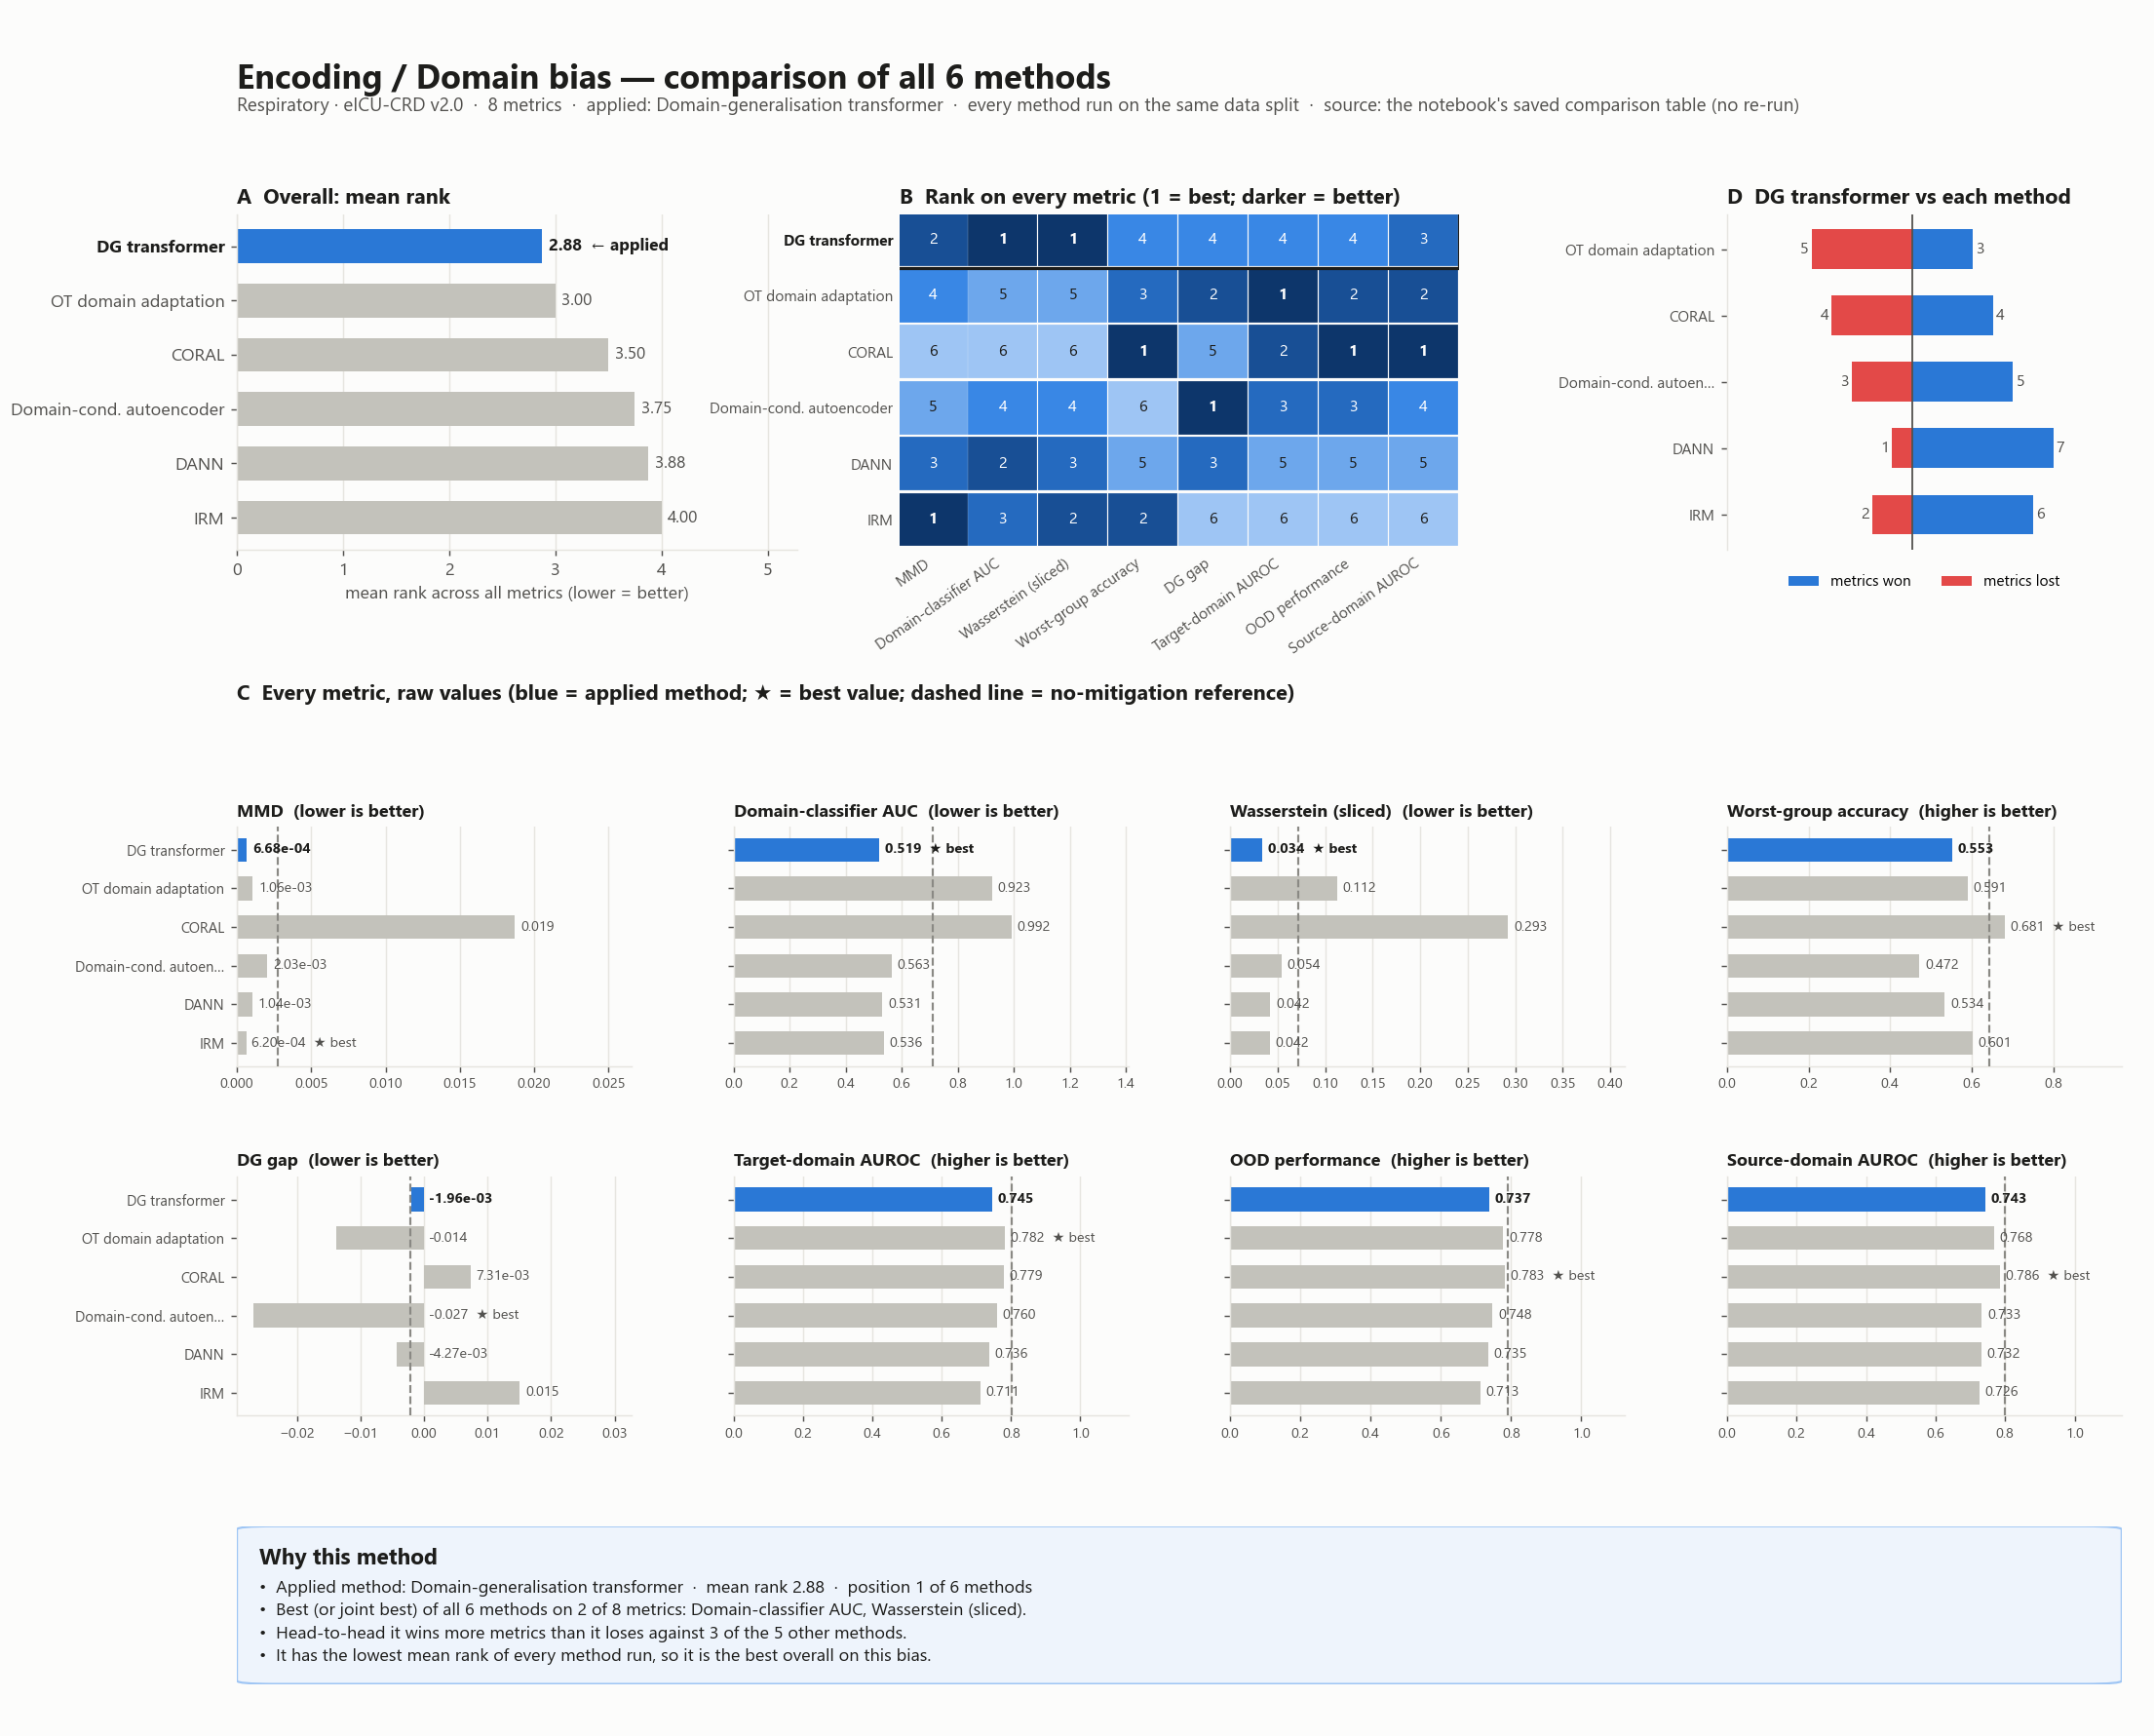 Encoding / Domain bias — comparison of all 6 methods
Respiratory · eICU-CRD v2.0 · 8 metrics · applied: Domain-generalisation transformer · every method run on the same data split · source: the notebook's saved comparison table (no re-run)
A Overall: mean rank
DG transformer 2.88 ← applied
OT domain adaptation 3.00
CORAL 3.50
Domain-cond. autoencoder 3.75
DANN 3.88
IRM 4.00
0 1 2 3 4 5
mean rank across all metrics (lower = better)
B Rank on every metric (1 = best; darker = better)
DG transformer 2 1 1 4 4 4 4 3
OT domain adaptation 4 5 5 3 2 1 2 2
CORAL 6 6 6 1 5 2 1 1
Domain-cond. autoencoder 5 4 4 6 1 3 3 4
DANN 3 2 3 5 3 5 5 5
IRM 1 3 2 2 6 6 6 6
MMD
Domain-classifier AUC
Wasserstein (sliced)
Worst-group accuracy
DG gap
Target-domain AUROC
OOD performance
Source-domain AUROC
D DG transformer vs each method
OT domain adaptation 5 3
CORAL 4 4
Domain-cond. autoen... 3 5
DANN 1 7
IRM 2 6
metrics won metrics lost
C Every metric, raw values (blue = applied method; ★ = best value; dashed line = no-mitigation reference)
MMD (lower is better)
DG transformer 6.68e-04
OT domain adaptation 1.06e-03
CORAL 0.019
Domain-cond. autoen... 2.03e-03
DANN 1.04e-03
IRM 6.20e-04 ★ best
0.000 0.005 0.010 0.015 0.020 0.025
Domain-classifier AUC (lower is better)
0.519 ★ best
0.923
0.992
0.563
0.531
0.536
0.0 0.2 0.4 0.6 0.8 1.0 1.2 1.4
Wasserstein (sliced) (lower is better)
0.034 ★ best
0.112
0.293
0.054
0.042
0.042
0.00 0.05 0.10 0.15 0.20 0.25 0.30 0.35 0.40
Worst-group accuracy (higher is better)
0.553
0.591
0.681 ★ best
0.472
0.534
0.601
0.0 0.2 0.4 0.6 0.8
DG gap (lower is better)
DG transformer -1.96e-03
OT domain adaptation -0.014
CORAL 7.31e-03
Domain-cond. autoen... -0.027 ★ best
DANN -4.27e-03
IRM 0.015
−0.02 −0.01 0.00 0.01 0.02 0.03
Target-domain AUROC (higher is better)
0.745
0.782 ★ best
0.779
0.760
0.736
0.711
0.0 0.2 0.4 0.6 0.8 1.0
OOD performance (higher is better)
0.737
0.778
0.783 ★ best
0.748
0.735
0.713
0.0 0.2 0.4 0.6 0.8 1.0
Source-domain AUROC (higher is better)
0.743
0.768
0.786 ★ best
0.733
0.732
0.726
0.0 0.2 0.4 0.6 0.8 1.0
Why this method
• Applied method: Domain-generalisation transformer · mean rank 2.88 · position 1 of 6 methods
• Best (or joint best) of all 6 methods on 2 of 8 metrics: Domain-classifier AUC, Wasserstein (sliced).
• Head-to-head it wins more metrics than it loses against 3 of the 5 other methods.
• It has the lowest mean rank of every method run, so it is the best overall on this bias.